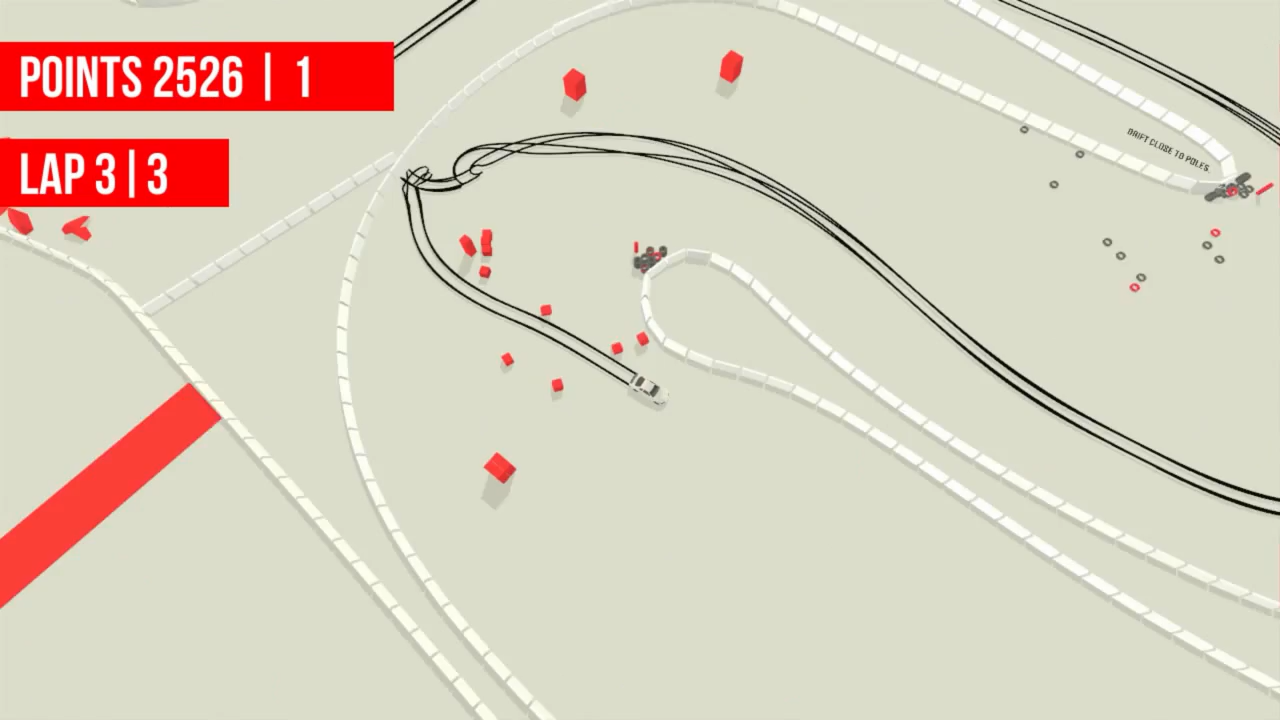 POINTS 2526 | 1
LAP 3|3
DRIFT CLOSE TO POLES.